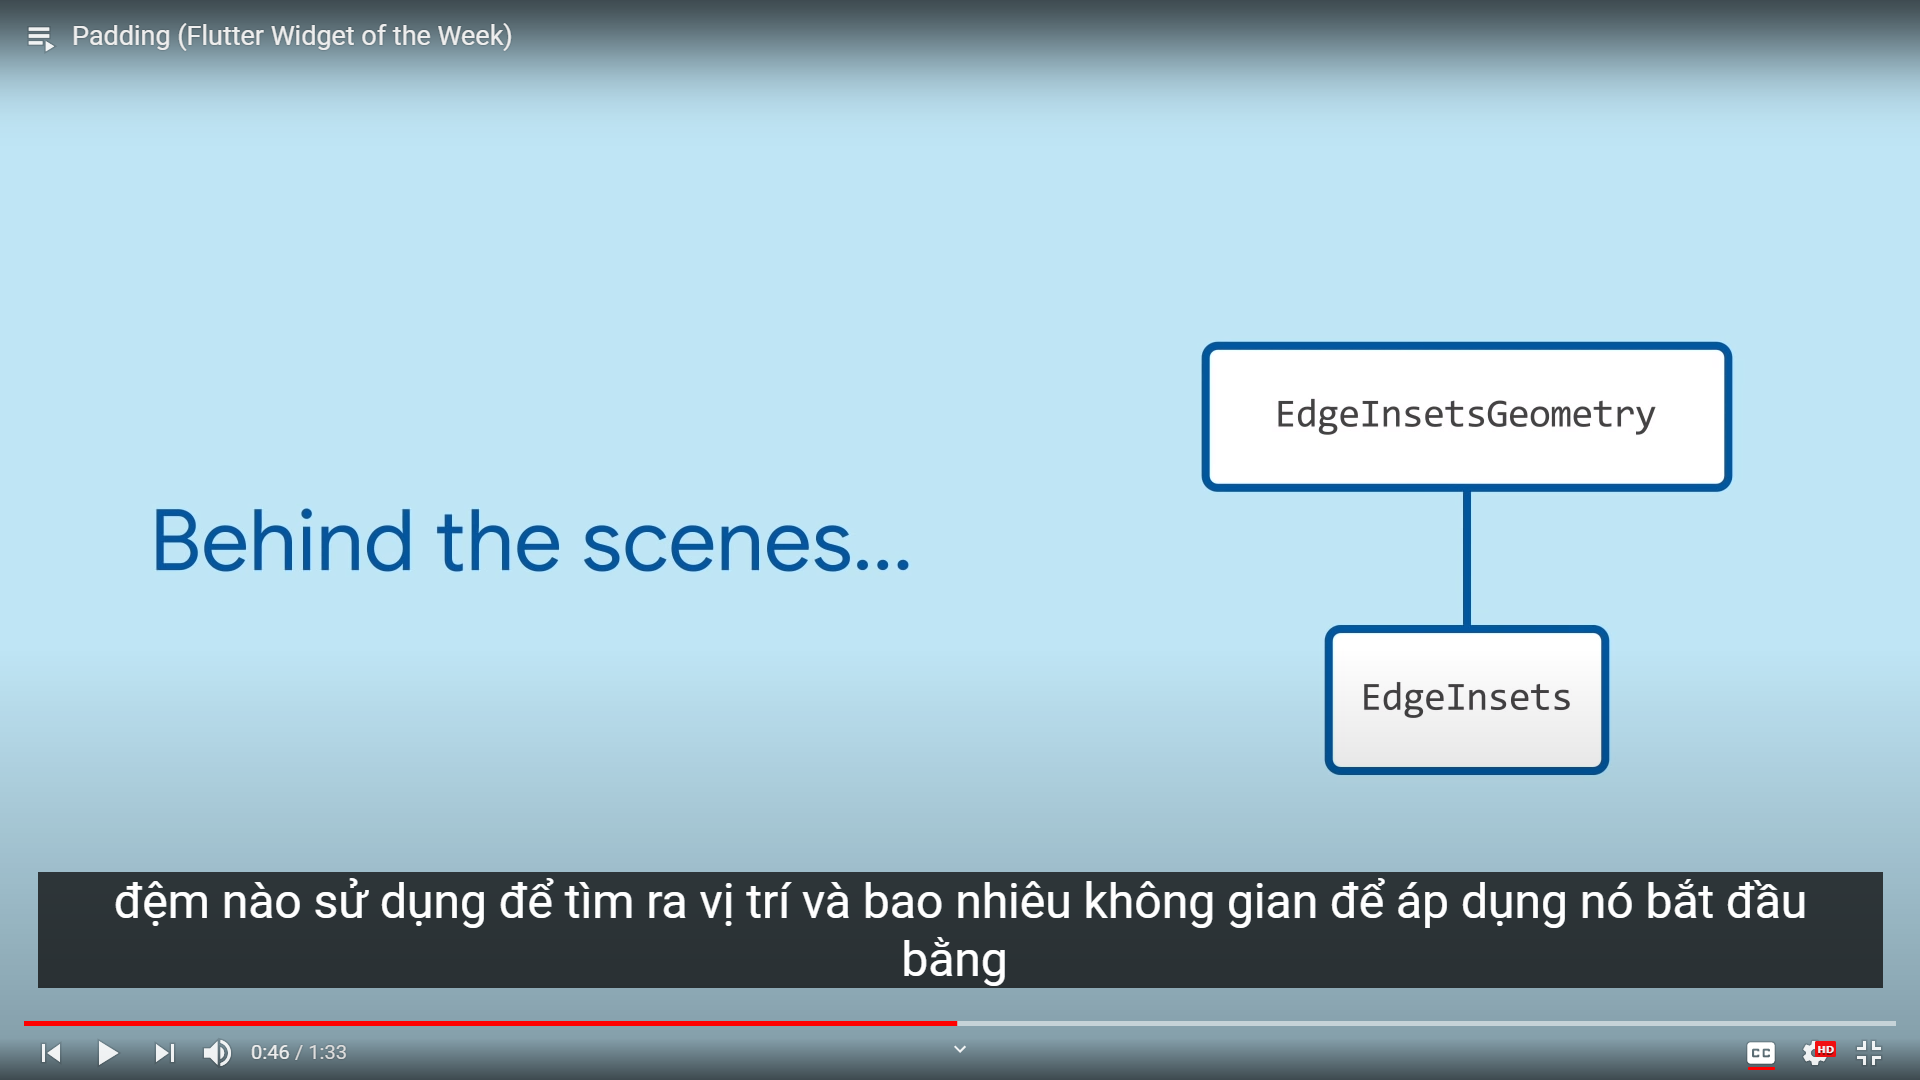 Padding (Flutter Widget of the Week)
EdgeInsetsGeometry
Behind the scenes...
EdgeInsets
đệm nào sử dụng để tìm ra vị trí và bao nhiêu không gian để áp dụng nó bắt đầu
bằng
0:46 / 1:33
CC
HD